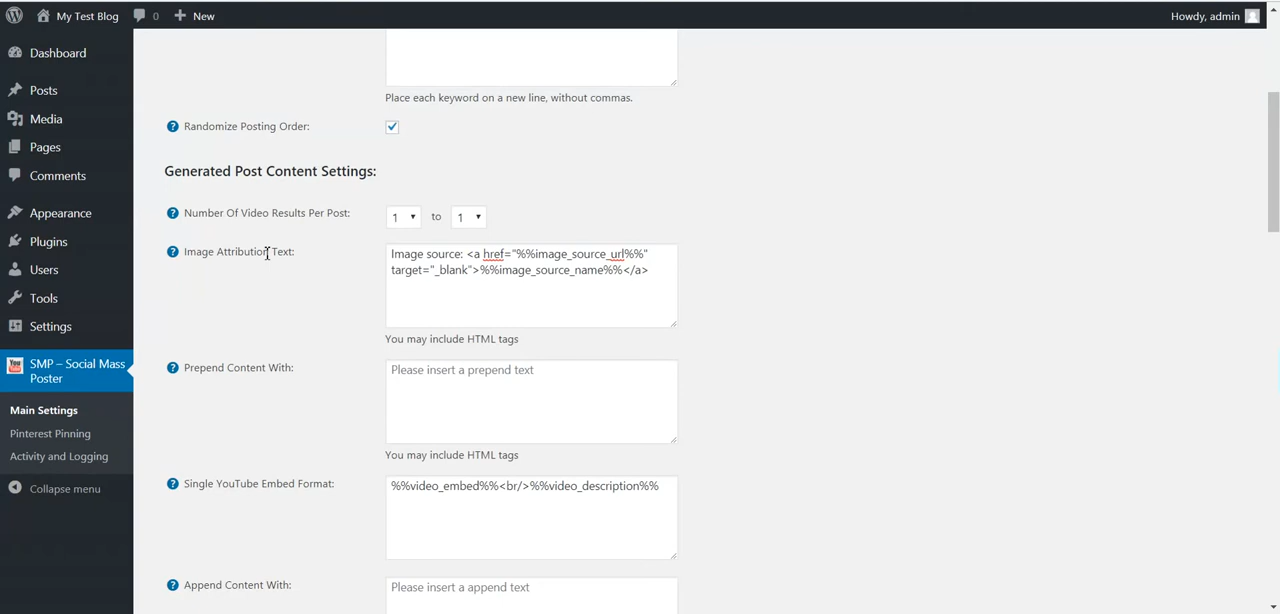 My Test Blog
0
New
Howdy, admin
Dashboard
Posts
Media
Pages
Comments
Appearance
Plugins
Users
Tools
Settings
You
SMP – Social Mass
Poster
Main Settings
Pinterest Pinning
Activity and Logging
Collapse menu
Place each keyword on a new line, without commas.
? Randomize Posting Order:
Generated Post Content Settings:
? Number Of Video Results Per Post:
1 to 1
? Image Attribution Text:
Image source: <a href="%%image_source_url%%"
target="_blank">%%image_source_name%%</a>
You may include HTML tags
? Prepend Content With:
Please insert a prepend text
You may include HTML tags
? Single YouTube Embed Format:
%%video_embed%%<br/>%%video_description%%
? Append Content With:
Please insert a append text